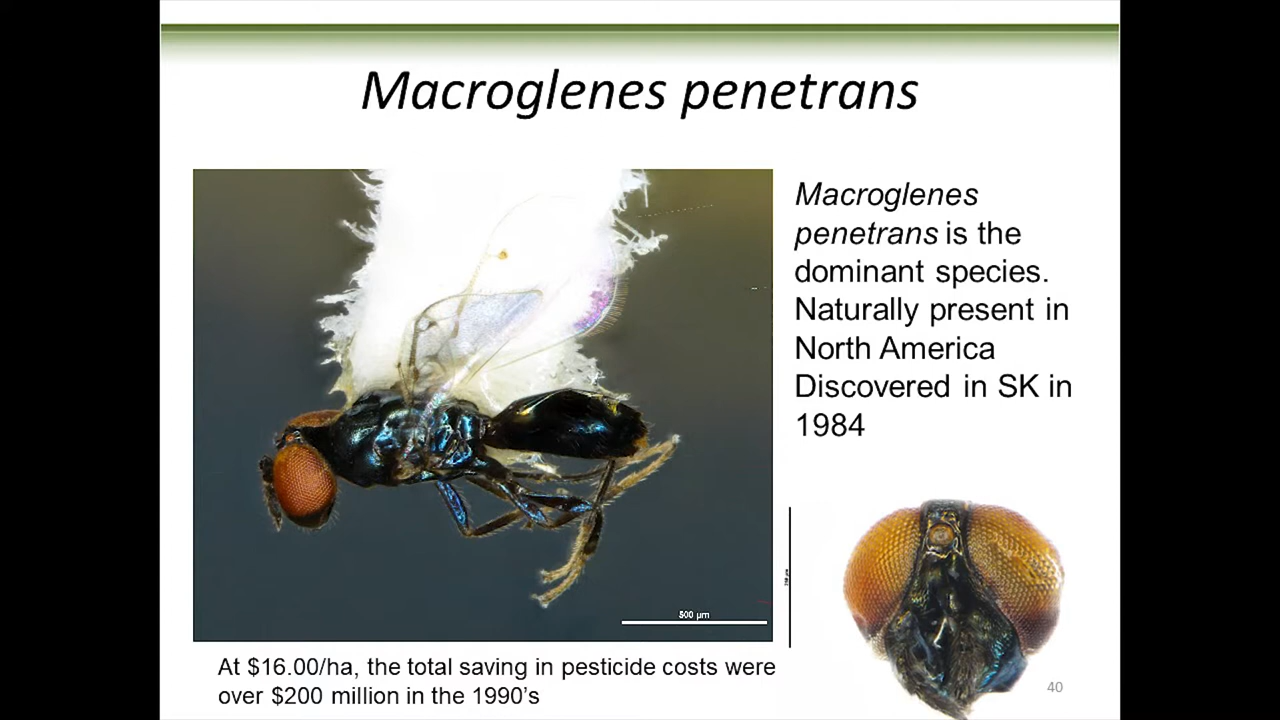 Macroglenes penetrans
Macroglenes
penetrans is the
dominant species.
Naturally present in
North America
Discovered in SK in
1984
500 µm
At $16.00/ha, the total saving in pesticide costs were
over $200 million in the 1990's
40